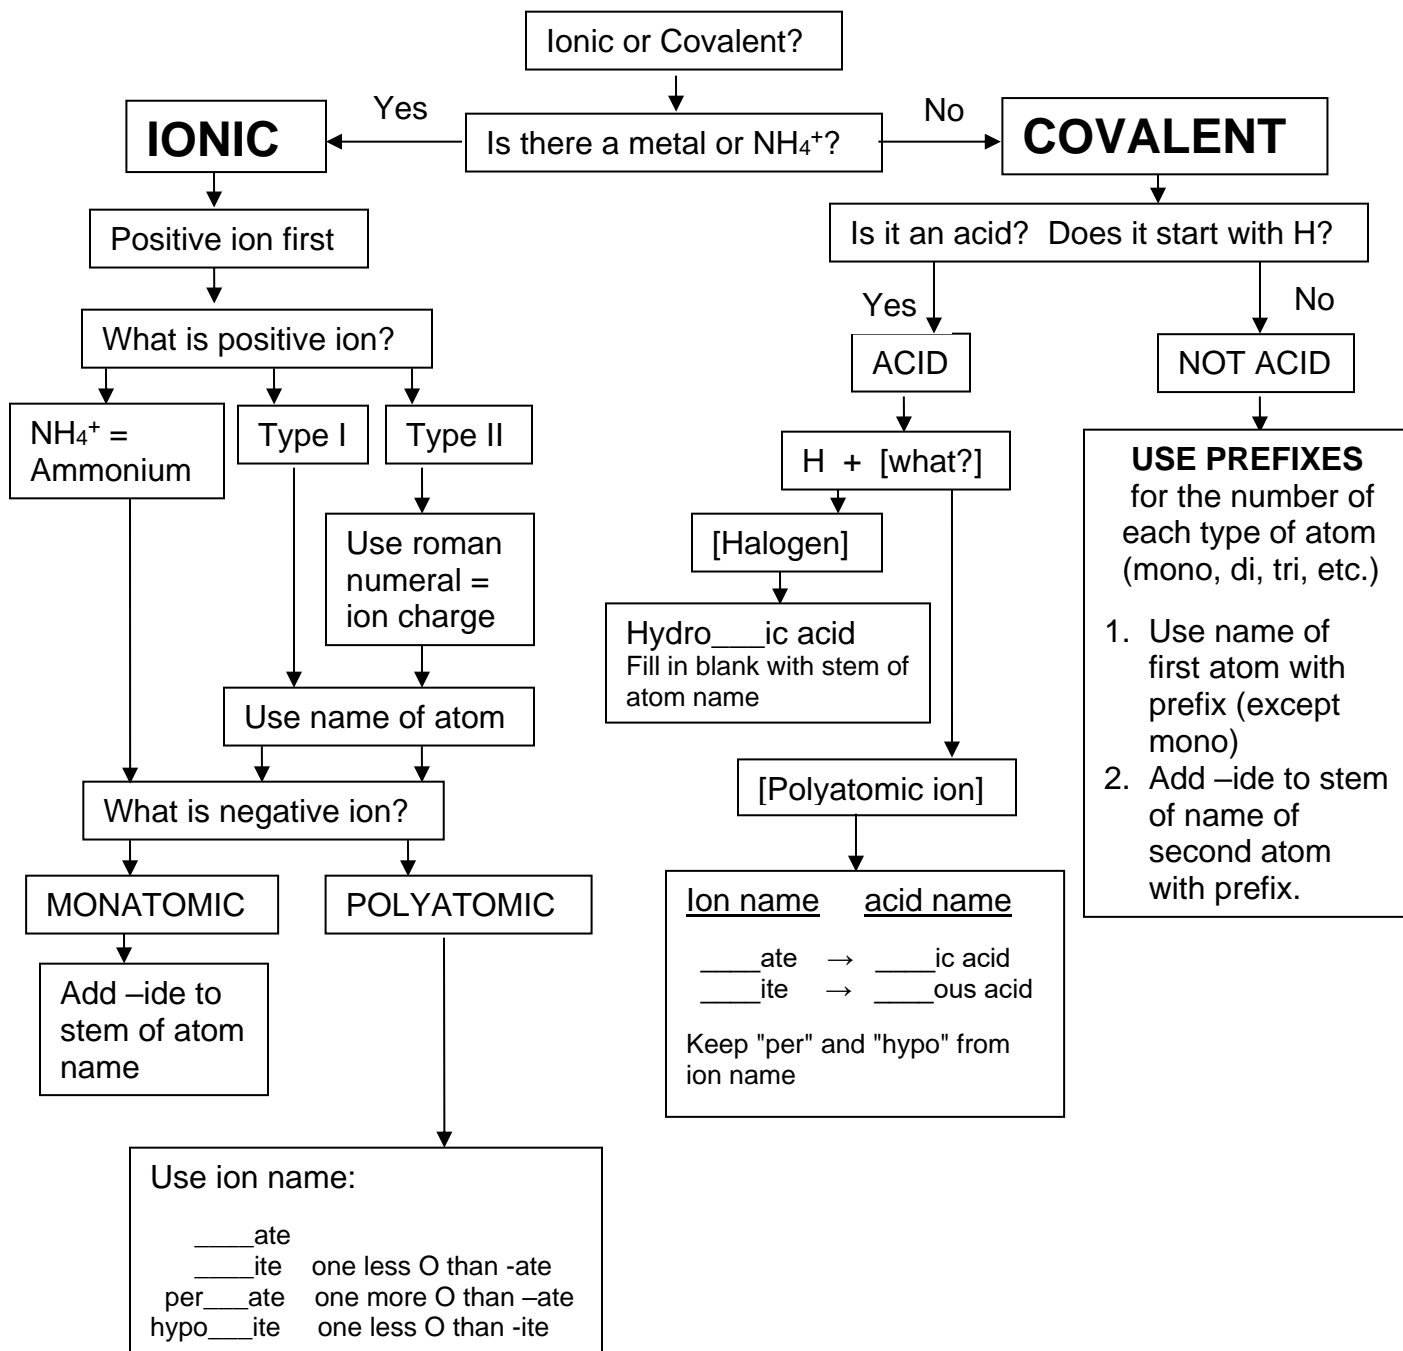 Ionic or Covalent?
Yes
No
IONIC
Is there a metal or NH₄⁺?
COVALENT
Positive ion first
What is positive ion?
NH₄⁺ =
Ammonium
Type I
Type II
Use roman
numeral =
ion charge
Use name of atom
What is negative ion?
MONATOMIC
POLYATOMIC
Add –ide to
stem of atom
name
Use ion name:
____ate
____ite one less O than -ate
per___ate one more O than –ate
hypo___ite one less O than -ite
Is it an acid? Does it start with H?
Yes
No
ACID
NOT ACID
H + [what?]
[Halogen]
Hydro___ic acid
Fill in blank with stem of
atom name
[Polyatomic ion]
Ion name acid name
____ate → ____ic acid
____ite → ____ous acid
Keep "per" and "hypo" from
ion name
USE PREFIXES
for the number of
each type of atom
(mono, di, tri, etc.)
1. Use name of
first atom with
prefix (except
mono)
2. Add –ide to stem
of name of
second atom
with prefix.